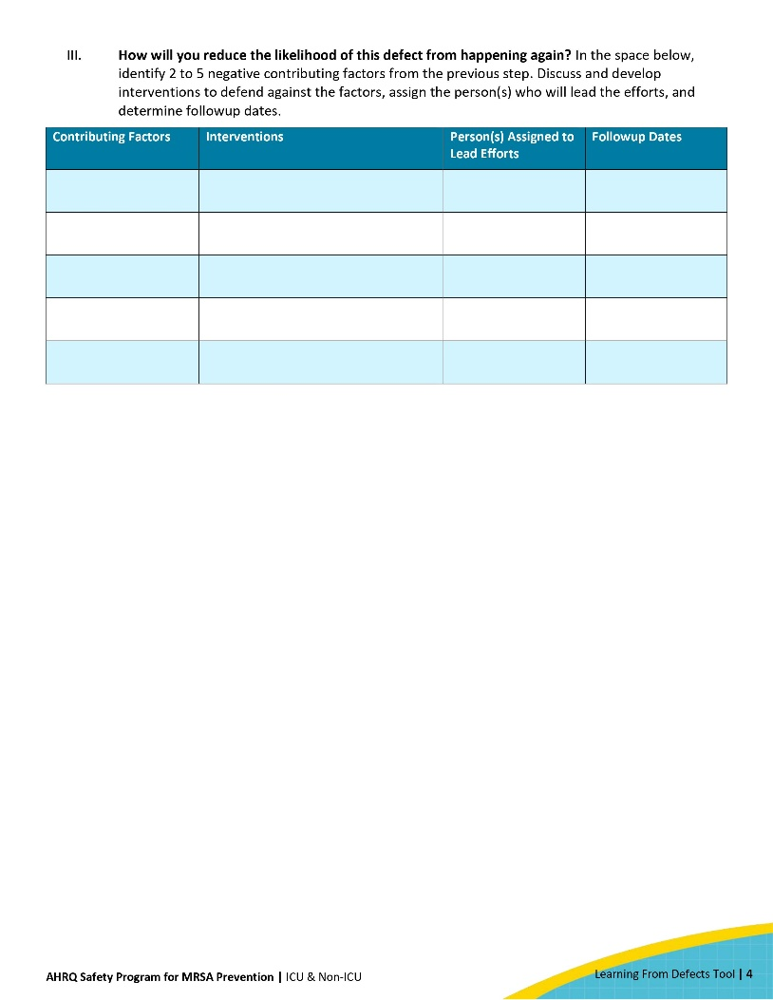 III. How will you reduce the likelihood of this defect from happening again? In the space below,
identify 2 to 5 negative contributing factors from the previous step. Discuss and develop
interventions to defend against the factors, assign the person(s) who will lead the efforts, and
determine followup dates.
Contributing Factors Interventions Person(s) Assigned to Followup Dates
Lead Efforts
AHRQ Safety Program for MRSA Prevention | ICU & Non-ICU
Learning From Defects Tool | 4